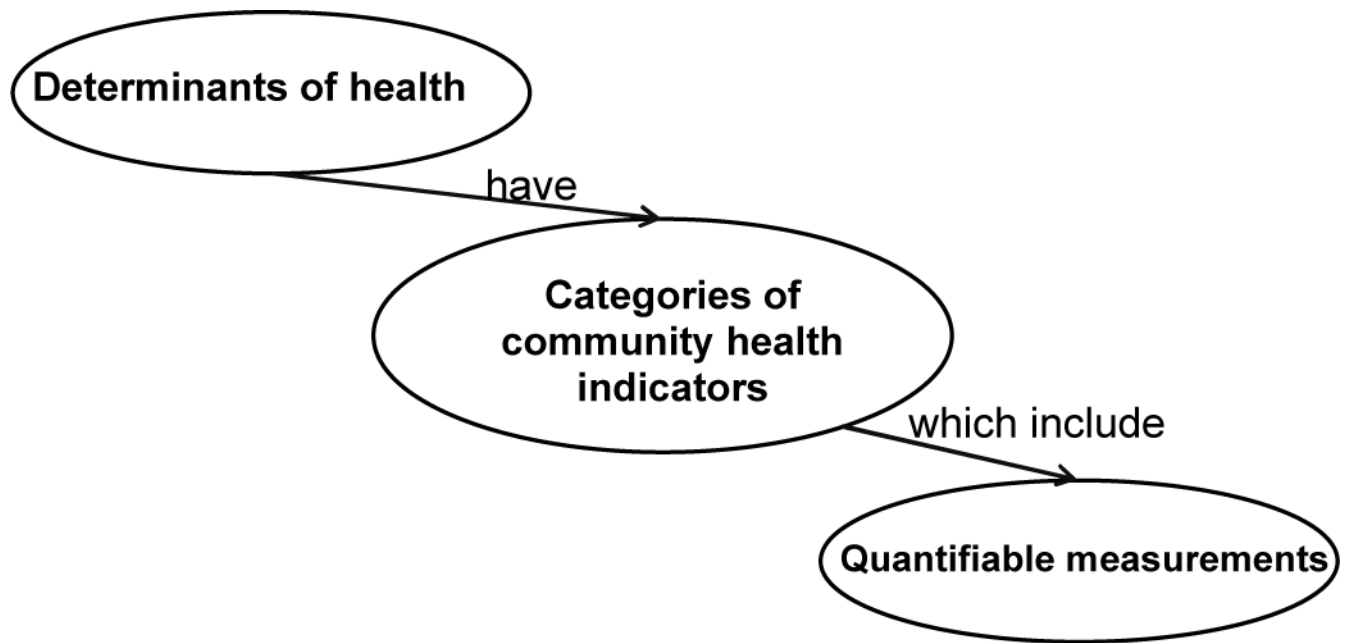 Determinants of health
have
Categories of
community health
indicators
which include
Quantifiable measurements